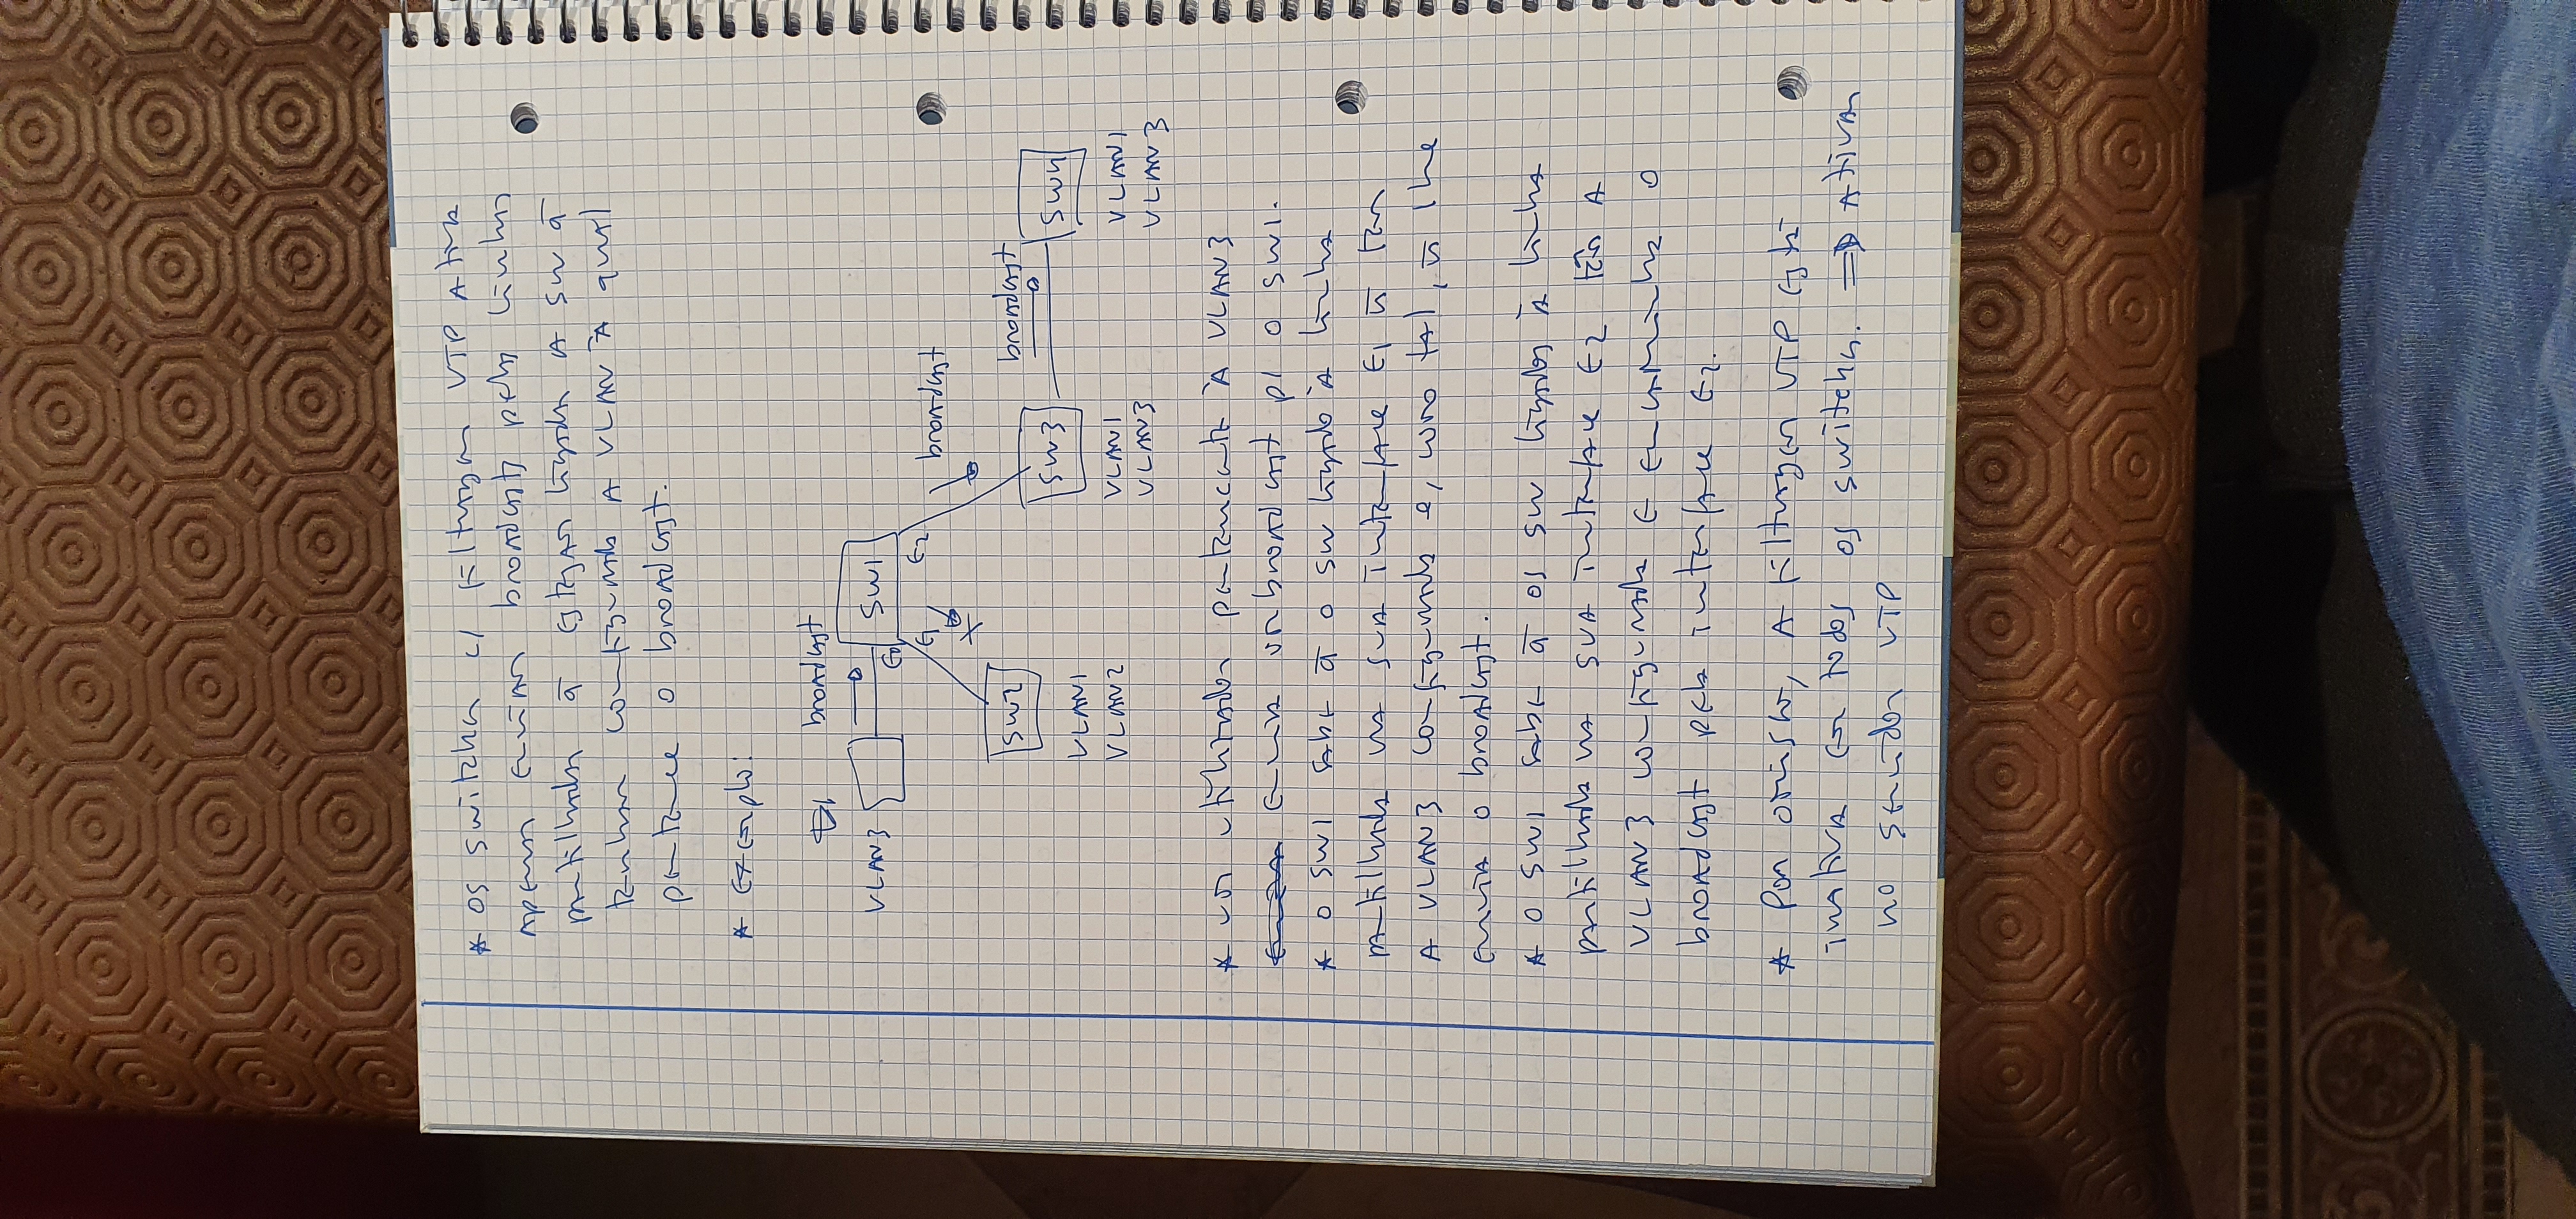 * OS switches c/ filtragem VTP Ativa
apenas enviam broadcasts pelas linhas
partilhadas q̄ estejam ligadas A SW q̄
tenham configurada A VLAN À qual
pertence o broadcast.
* Exemplo:
broadcast
VLAN3
SW1
E0
E1
E2
broadcast
broadcast
SW2
SW3
SW4
VLAN1
VLAN1
VLAN1
VLAN2
VLAN3
VLAN3
* um utilizador pertencente À VLAN3
envia um broadcast p/ o SW1.
* O SW1 sabe q̄ o SW ligado à linha
partilhada na sua interface E1 ñ tem
A VLAN3 configurada e, como tal, ñ lhe
envia o broadcast.
* O SW1 sabe q̄ os SW ligados à linha
partilhada na sua interface E2 têm A
VLAN3 configurada E encaminha o
broadcast pela interface E2.
* Por omissão, A filtragem VTP está
inativa em todos os switches. => Ativar
no servidor VTP